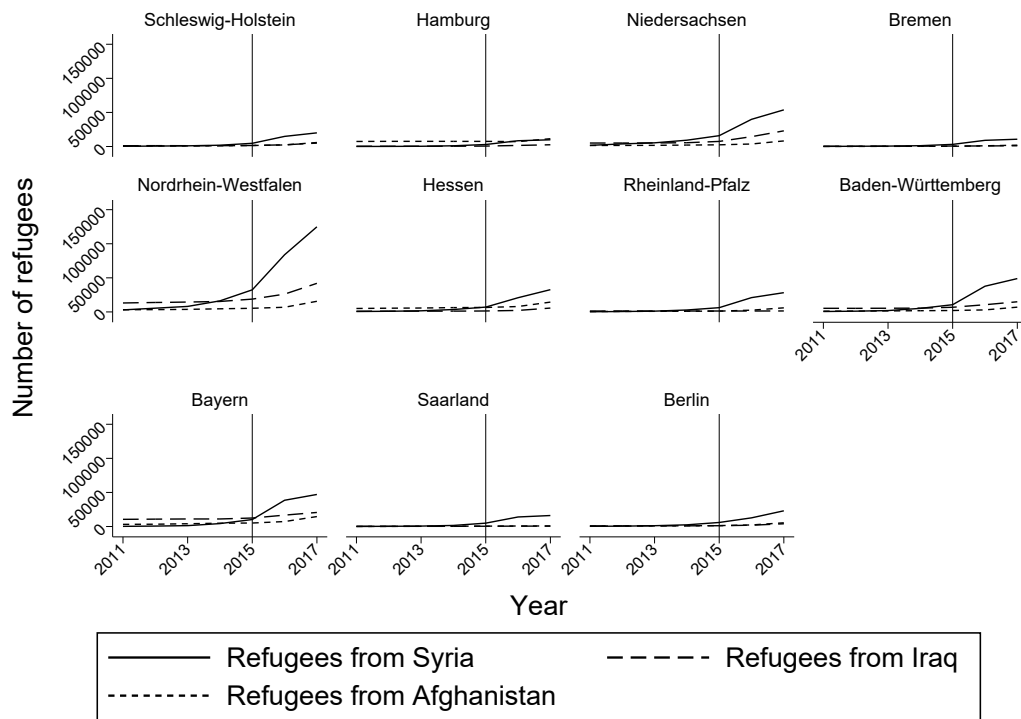 Schleswig-Holstein Hamburg Niedersachsen Bremen
150000
100000
50000
0
Nordrhein-Westfalen Hessen Rheinland-Pfalz Baden-Württemberg
150000
100000
50000
0
2011 2013 2015 2017
Bayern Saarland Berlin
150000
100000
50000
0
2011 2013 2015 2017 2011 2013 2015 2017 2011 2013 2015 2017
Number of refugees
Year
Refugees from Syria Refugees from Iraq
Refugees from Afghanistan